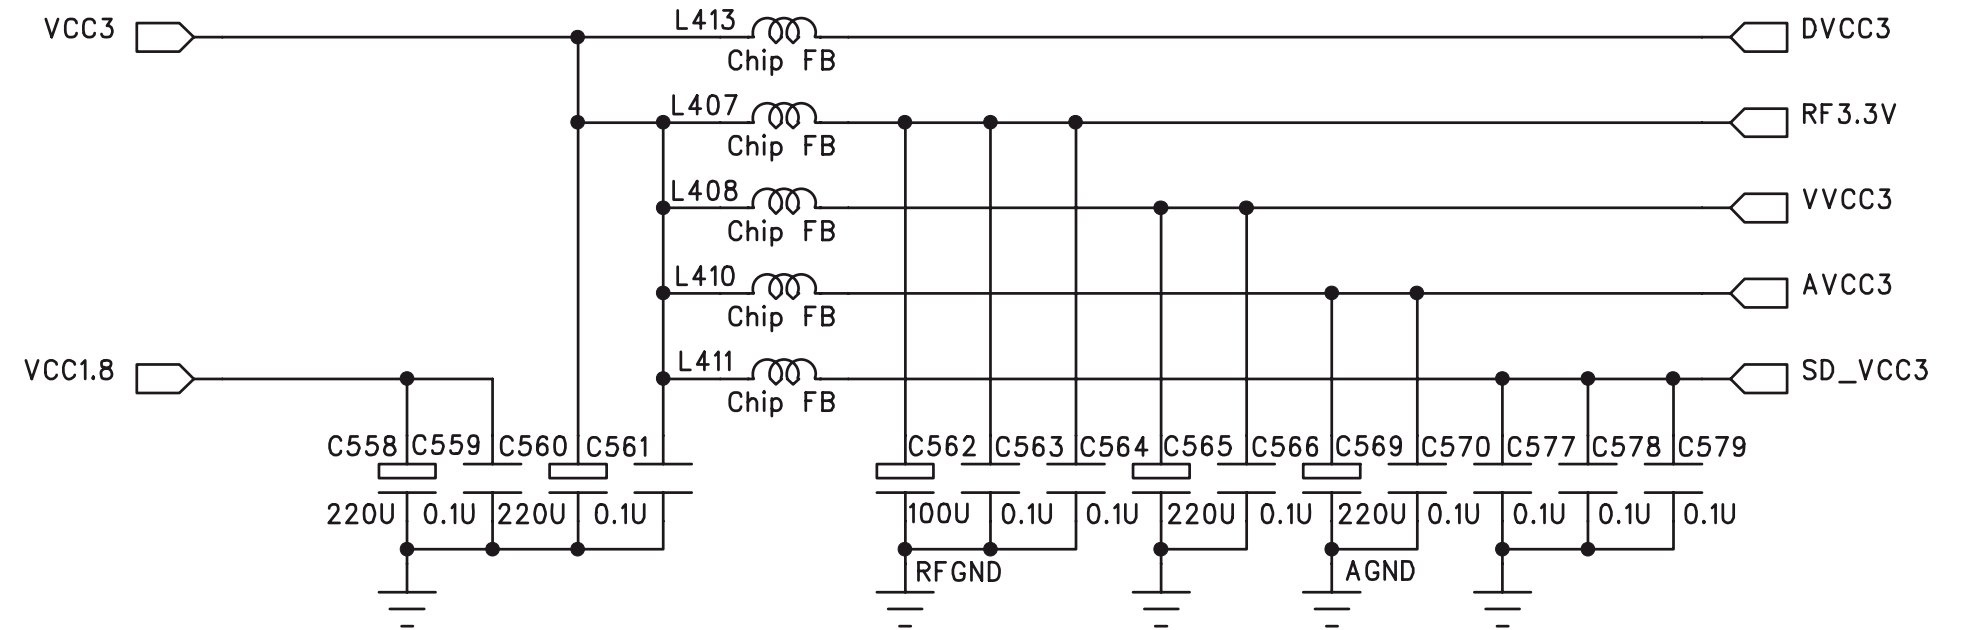 VCC3 L413 DVCC3
Chip FB
L407 RF3.3V
Chip FB
L408 VVCC3
Chip FB
L410 AVCC3
Chip FB
VCC1.8 L411 SD_VCC3
Chip FB
C558 C559 C560 C561 C562 C563 C564 C565 C566 C569 C570 C577 C578 C579
220U 0.1U 220U 0.1U 100U 0.1U 0.1U 220U 0.1U 220U 0.1U 0.1U 0.1U 0.1U
RFGND AGND